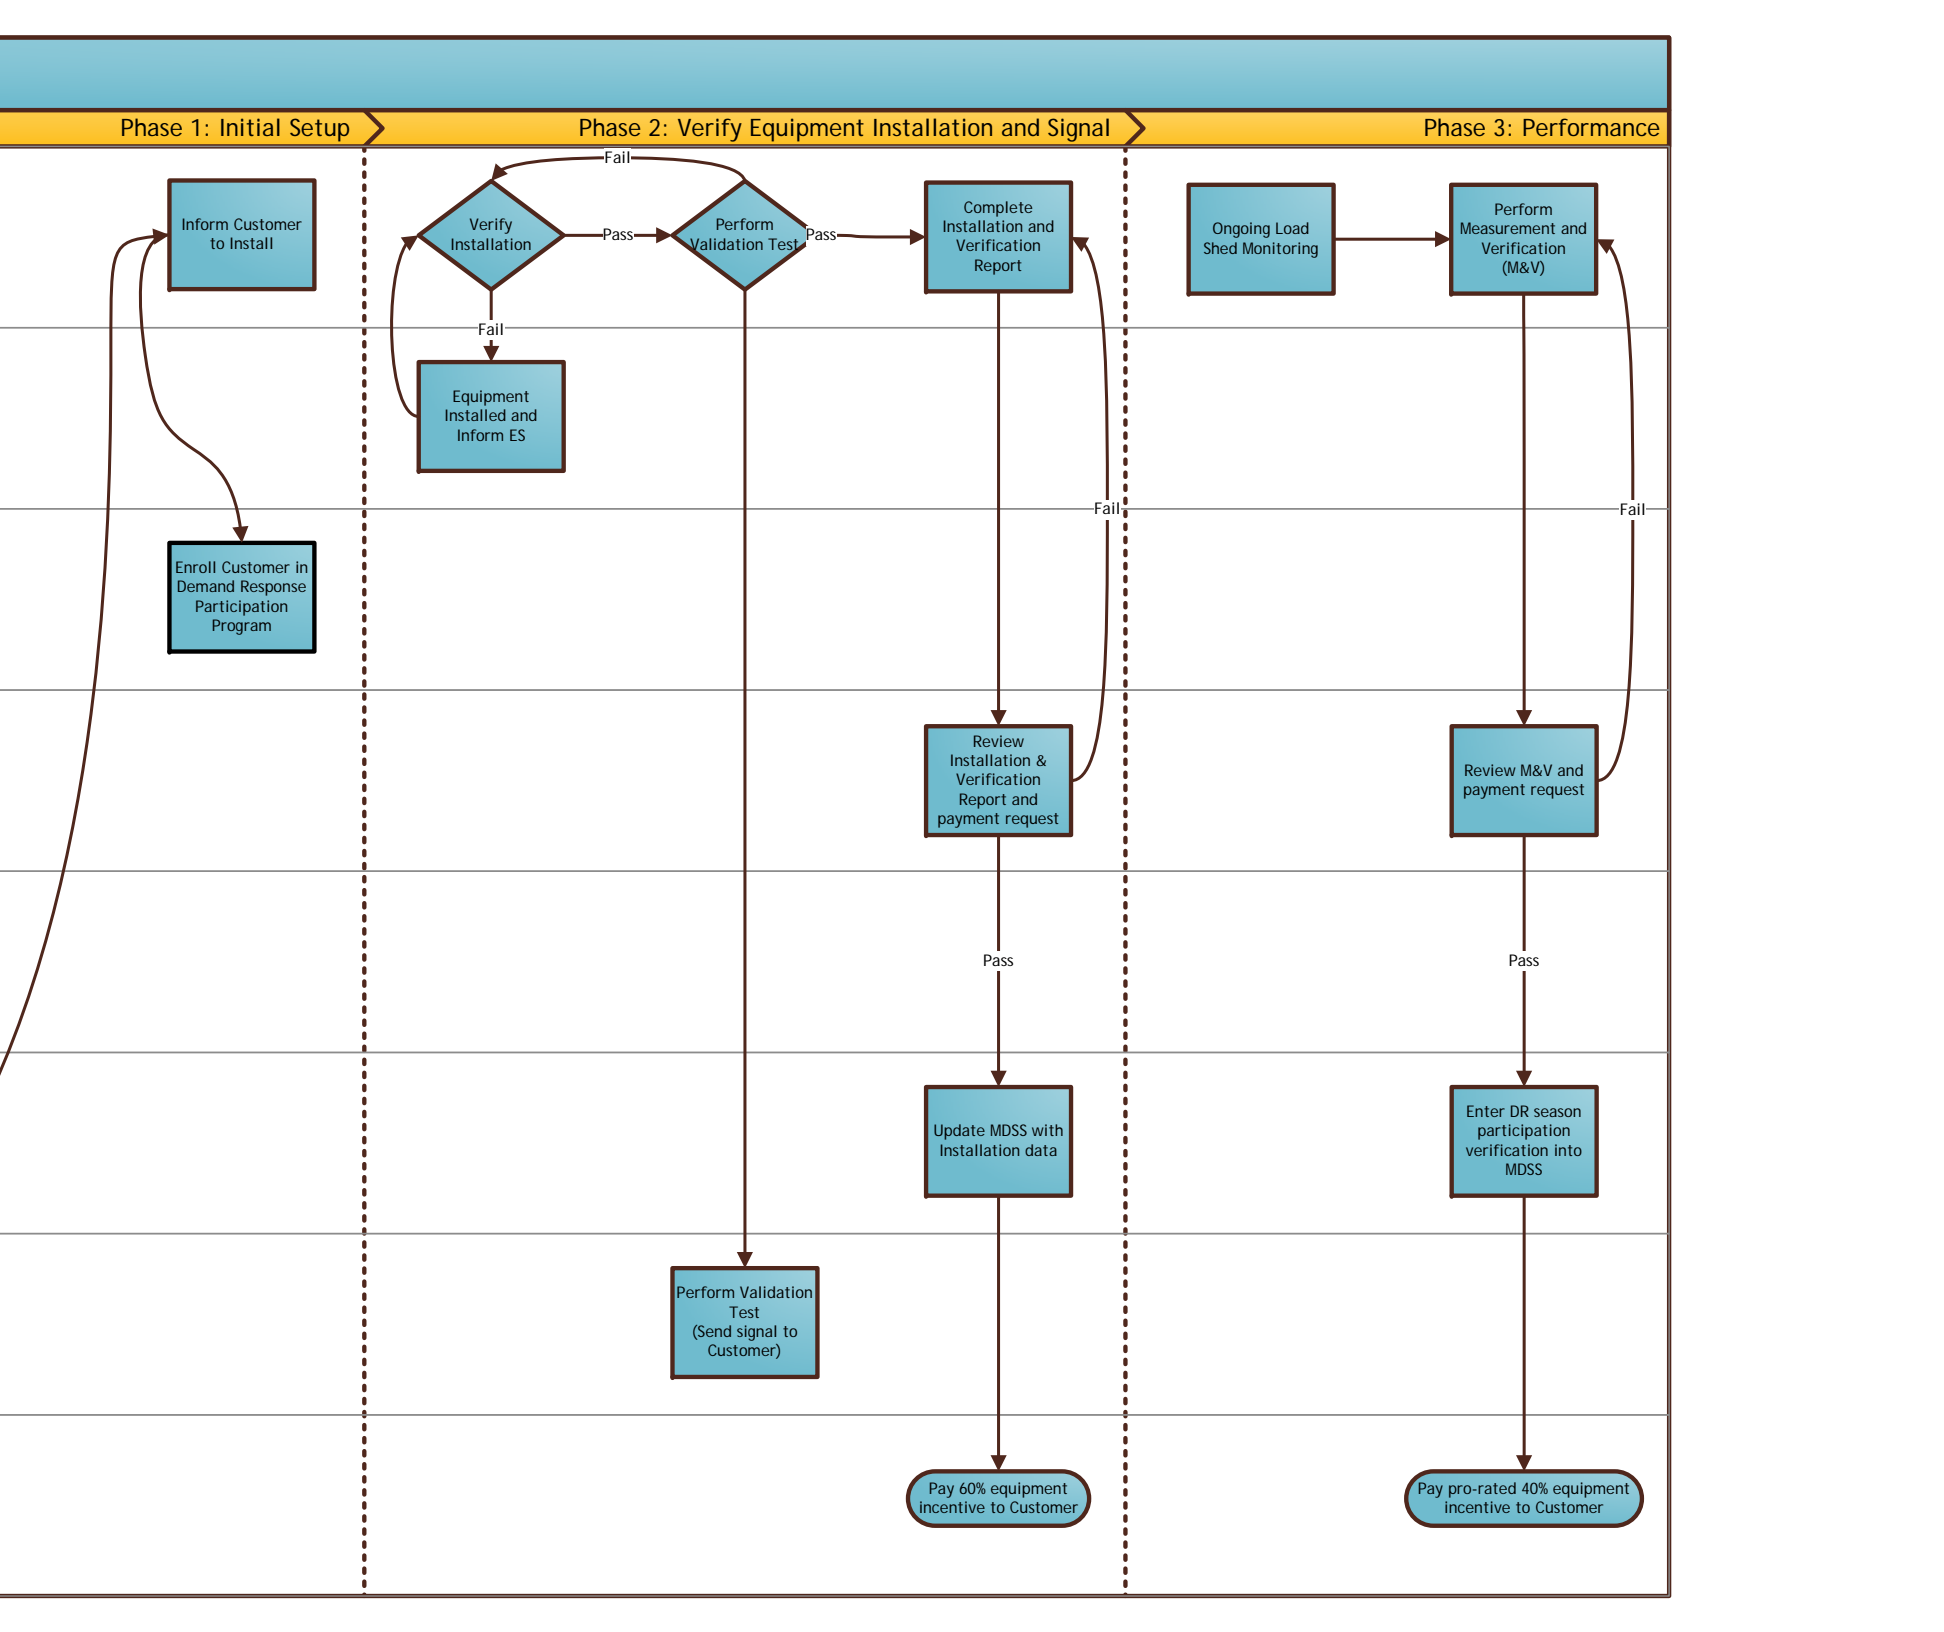 Phase 1: Initial Setup
Phase 2: Verify Equipment Installation and Signal
Phase 3: Performance
Fail
Inform Customer
to Install
Verify
Installation
Pass
Perform
Validation Test
Pass
Complete
Installation and
Verification
Report
Ongoing Load
Shed Monitoring
Perform
Measurement and
Verification
(M&V)
Fail
Equipment
Installed and
Inform ES
Fail
Fail
Enroll Customer in
Demand Response
Participation
Program
Review
Installation &
Verification
Report and
payment request
Review M&V and
payment request
Pass
Pass
Update MDSS with
Installation data
Enter DR season
participation
verification into
MDSS
Perform Validation
Test
(Send signal to
Customer)
Pay 60% equipment
incentive to Customer
Pay pro-rated 40% equipment
incentive to Customer